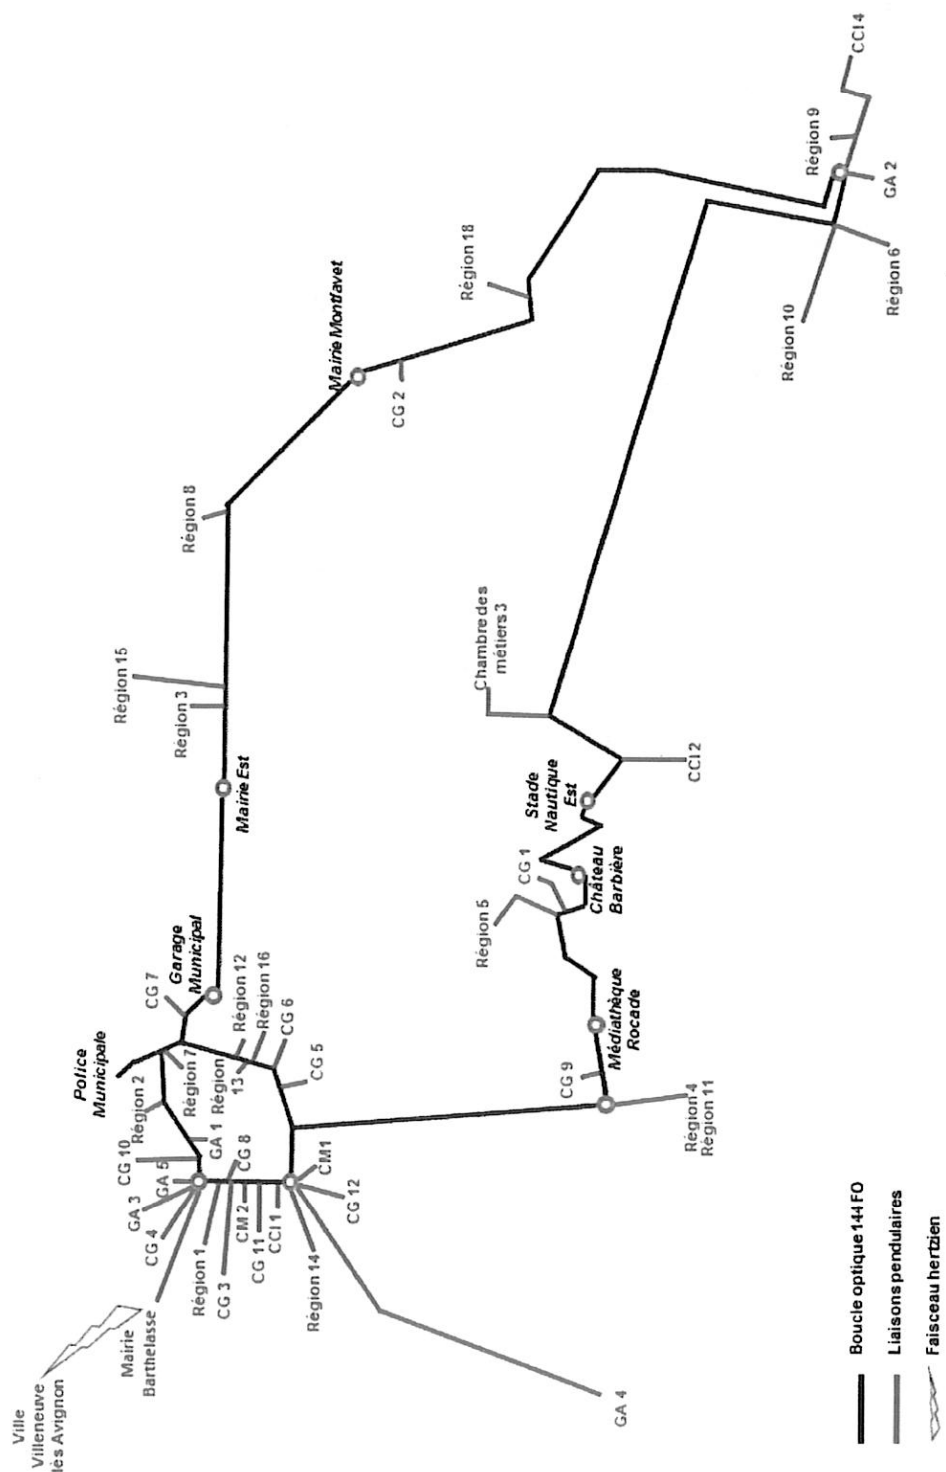 Ville
Villeneuve
lès Avignon
Mairie
Barthelasse
GA 3
CG 4
CG 10
GA 5
Région 2
GA 1
Région 7
Police
Municipale
CG 7
Garage
Municipal
Région 1
CG 3
CM 2
CG 8
CG 11
CCI 1
Région 14
CG 12
CM1
GA 4
Région
13
Région 12
Région 16
CG 6
CG 5
Mairie Est
Région 3
Région 15
Région 8
Mairie Montfavet
CG 2
Région 18
Région 4
Région 11
CG 9
Médiathèque
Rocade
Région 5
CG 1
Château
Barbière
Stade
Nautique
Est
CCI 2
Chambre des
métiers 3
Région 10
Région 6
GA 2
Région 9
CCI 4
Boucle optique 144 FO
Liaisons pendulaires
Faisceau hertzien